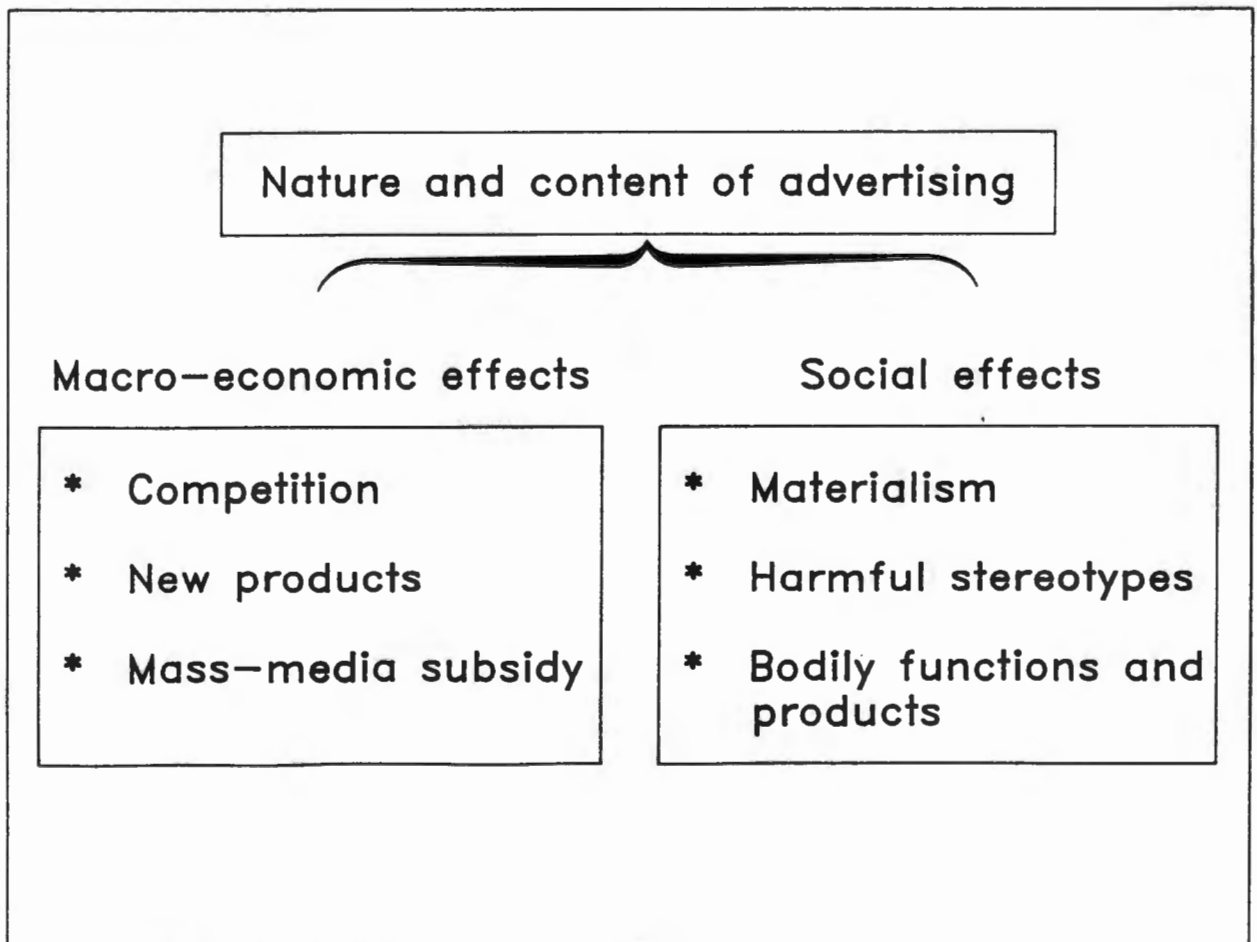 Nature and content of advertising
Macro-economic effects
* Competition
* New products
* Mass-media subsidy
Social effects
* Materialism
* Harmful stereotypes
* Bodily functions and
products